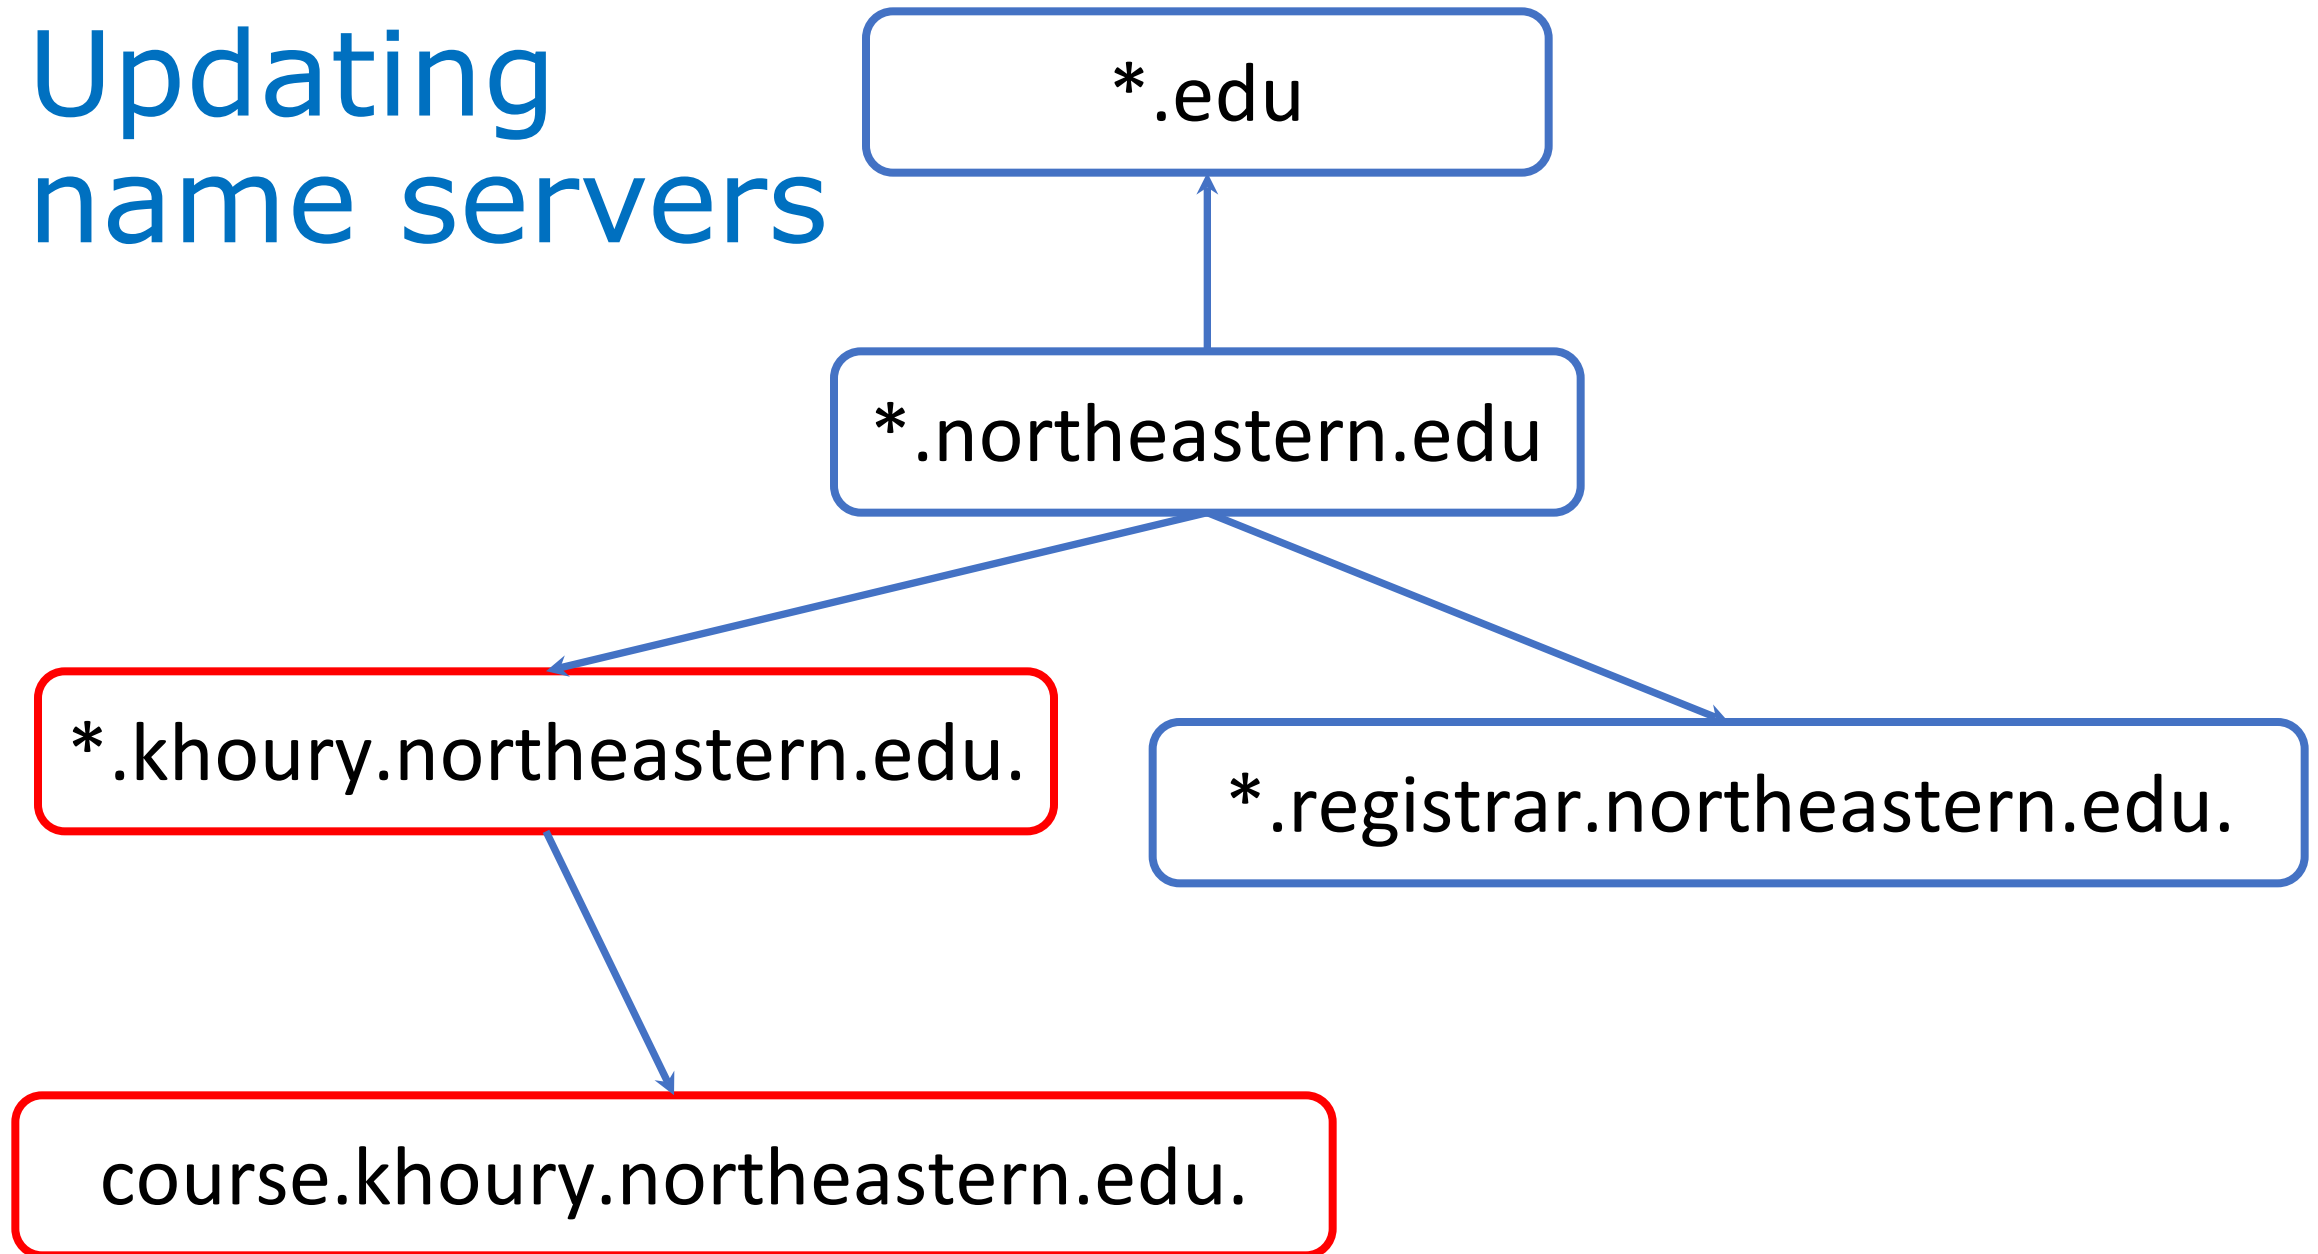 Updating
name servers
*.edu
*.northeastern.edu
*.khoury.northeastern.edu.
*.registrar.northeastern.edu.
course.khoury.northeastern.edu.